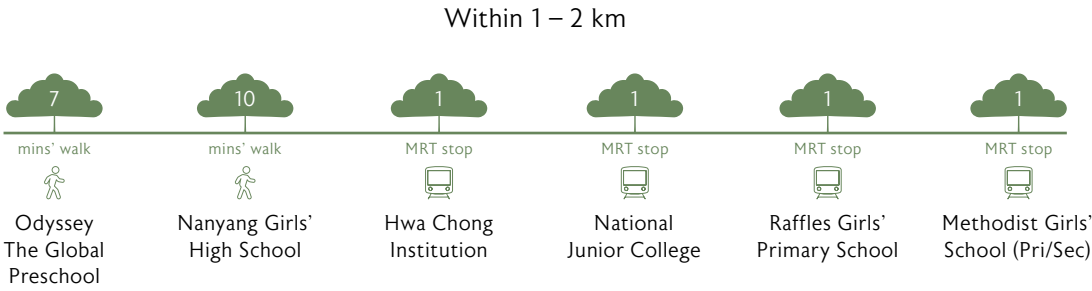 Within 1 – 2 km
7
10
1
1
1
1
mins’ walk
mins’ walk
MRT stop
MRT stop
MRT stop
MRT stop
Odyssey
The Global
Preschool
Nanyang Girls’
High School
Hwa Chong
Institution
National
Junior College
Raffles Girls’
Primary School
Methodist Girls’
School (Pri/Sec)